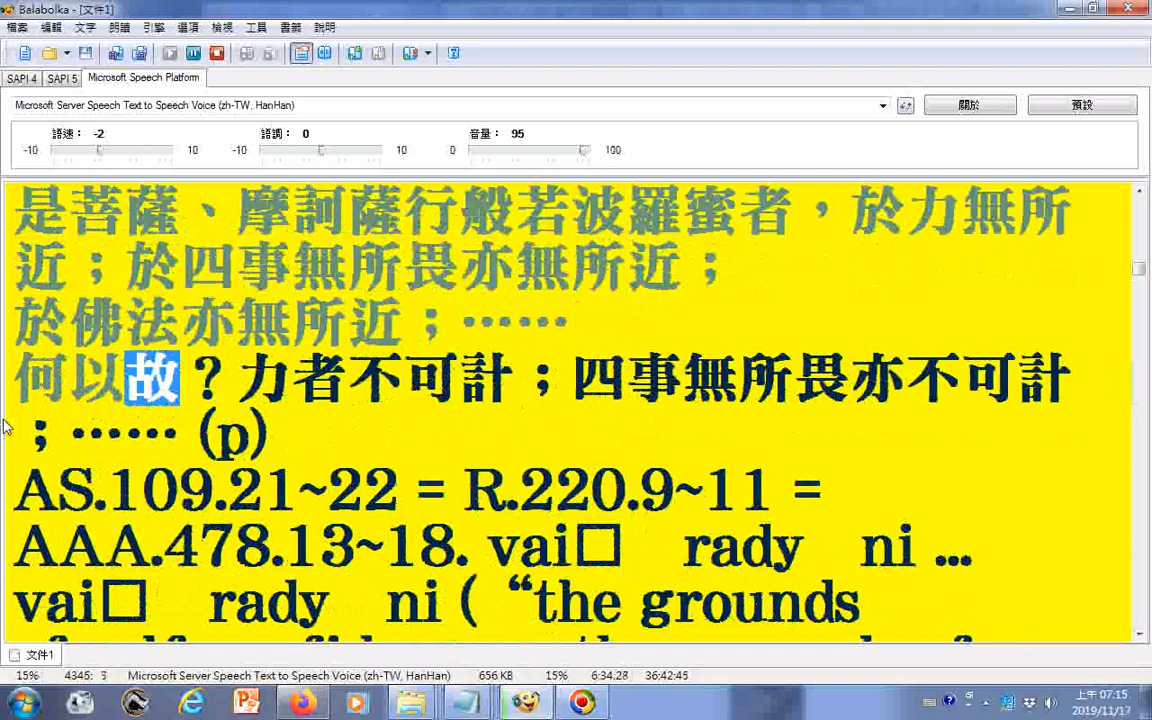 Balabolka - [文件1]
檔案 編輯 文字 朗讀 引擎 選項 檢視 工具 書籤 說明
SAPI 4 SAPI 5 Microsoft Speech Platform
Microsoft Server Speech Text to Speech Voice (zh-TW, HanHan) 關於 預設
語速： -2 語調： 0 音量： 95
-10 10 -10 10 0 100
是菩薩、摩訶薩行般若波羅蜜者，於力無所
近；於四事無所畏亦無所近；
於佛法亦無所近；……
何以故？力者不可計；四事無所畏亦不可計
；…… (p)
AS.109.21~22 = R.220.9~11 =
AAA.478.13~18. vai□ rady ni ...
vai□ rady ni ( “the grounds
文件1
15% 4345: 3 Microsoft Server Speech Text to Speech Voice (zh-TW, HanHan) 656 KB 15% 6:34.28 36:42:45
上午 07:15
2019/11/17